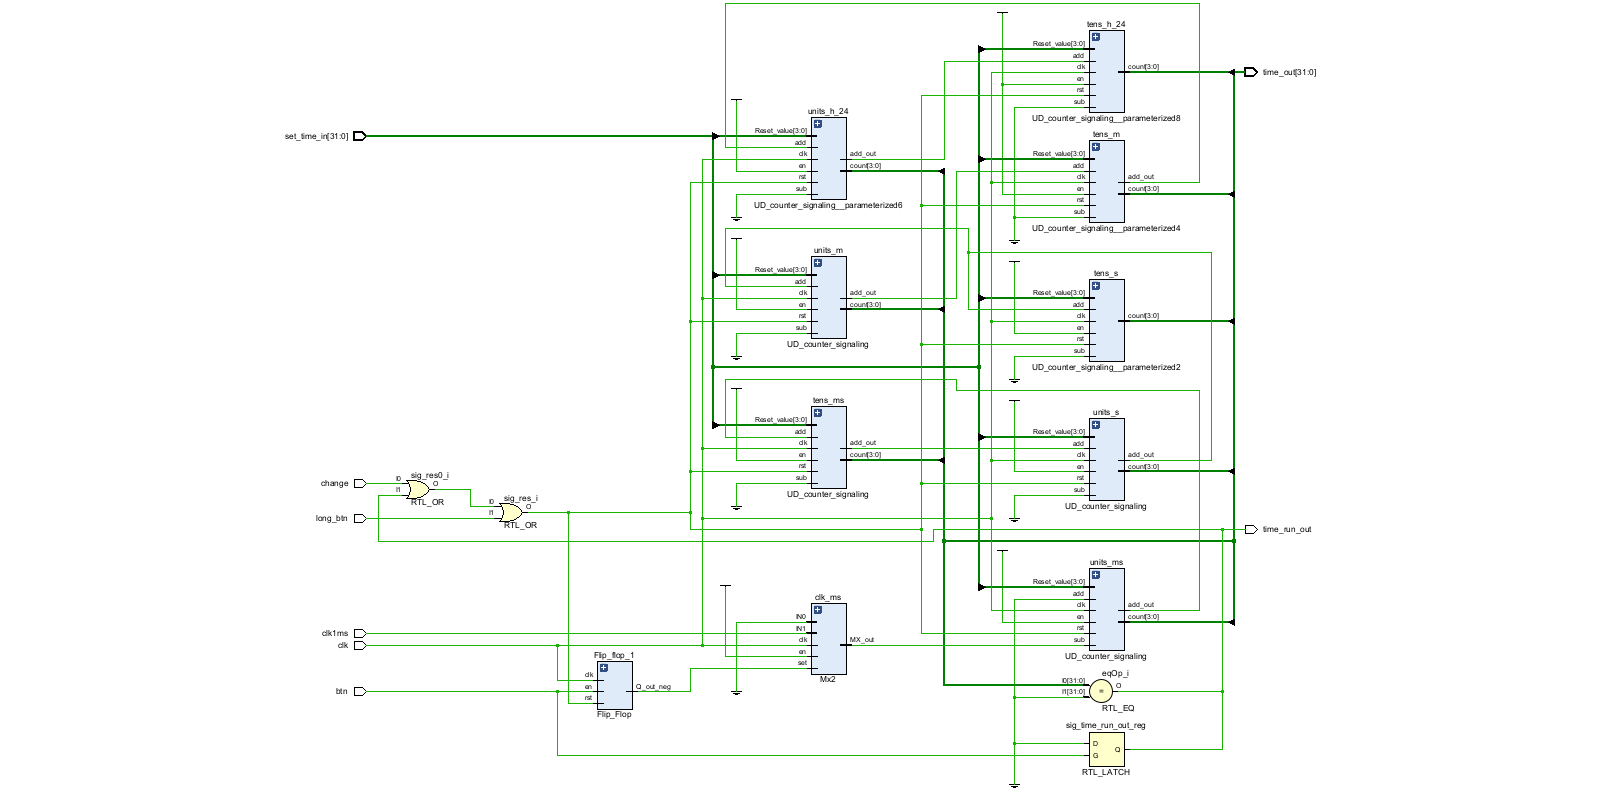 set_time_in[31:0]
change
long_btn
clk1ms
clk
btn
I0
I1
sig_res0_i
O
RTL_OR
I0
I1
sig_res_i
O
RTL_OR
Flip_flop_1
clk
en
rst
Q_out_neg
Flip_Flop
units_h_24
Reset_value[3:0]
add
clk
en
rst
sub
add_out
count[3:0]
UD_counter_signaling__parameterized6
units_m
Reset_value[3:0]
add
clk
en
rst
sub
add_out
count[3:0]
UD_counter_signaling
tens_ms
Reset_value[3:0]
add
clk
en
rst
sub
add_out
count[3:0]
UD_counter_signaling
clk_ms
IN0
IN1
clk
en
set
MX_out
Mx2
tens_h_24
Reset_value[3:0]
add
clk
en
rst
sub
count[3:0]
UD_counter_signaling__parameterized8
tens_m
Reset_value[3:0]
add
clk
en
rst
sub
add_out
count[3:0]
UD_counter_signaling__parameterized4
tens_s
Reset_value[3:0]
add
clk
en
rst
sub
count[3:0]
UD_counter_signaling__parameterized2
units_s
Reset_value[3:0]
add
clk
en
rst
sub
add_out
count[3:0]
UD_counter_signaling
units_ms
Reset_value[3:0]
add
clk
en
rst
sub
add_out
count[3:0]
UD_counter_signaling
eqOp_i
I0[31:0]
I1[31:0]
=
O
RTL_EQ
sig_time_run_out_reg
D
G
Q
RTL_LATCH
time_out[31:0]
time_run_out